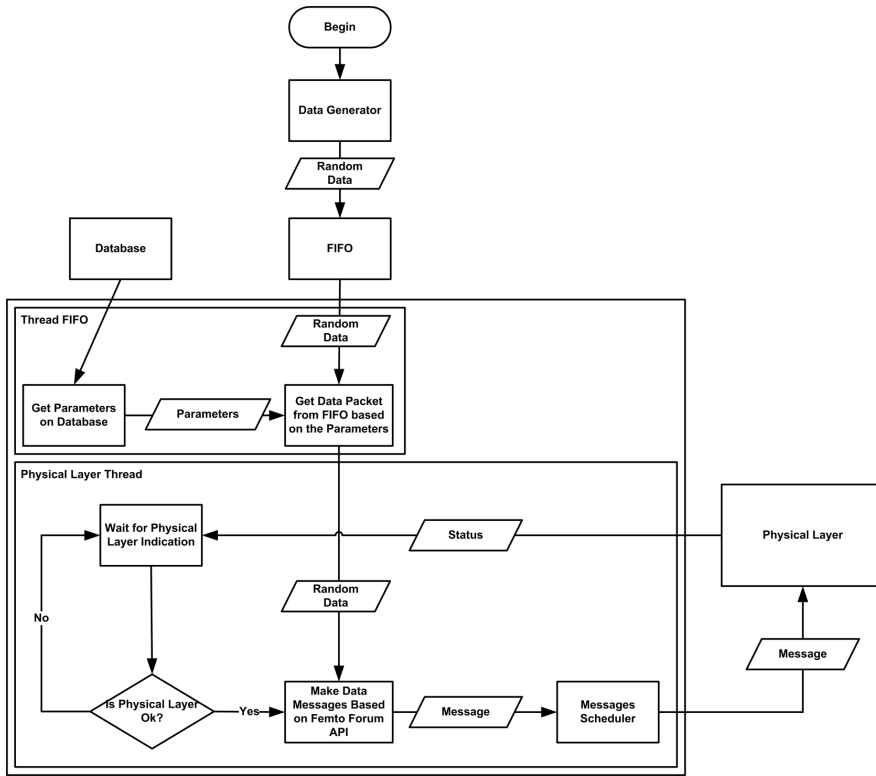 Begin
Data Generator
Random
Data
Database
FIFO
Thread FIFO
Random
Data
Get Parameters
on Database
Parameters
Get Data Packet
from FIFO based
on the Parameters
Physical Layer Thread
Wait for Physical
Layer Indication
Status
Physical Layer
Random
Data
No
Message
Is Physical Layer
Ok?
Yes
Make Data
Messages Based
on Femto Forum
API
Message
Messages
Scheduler